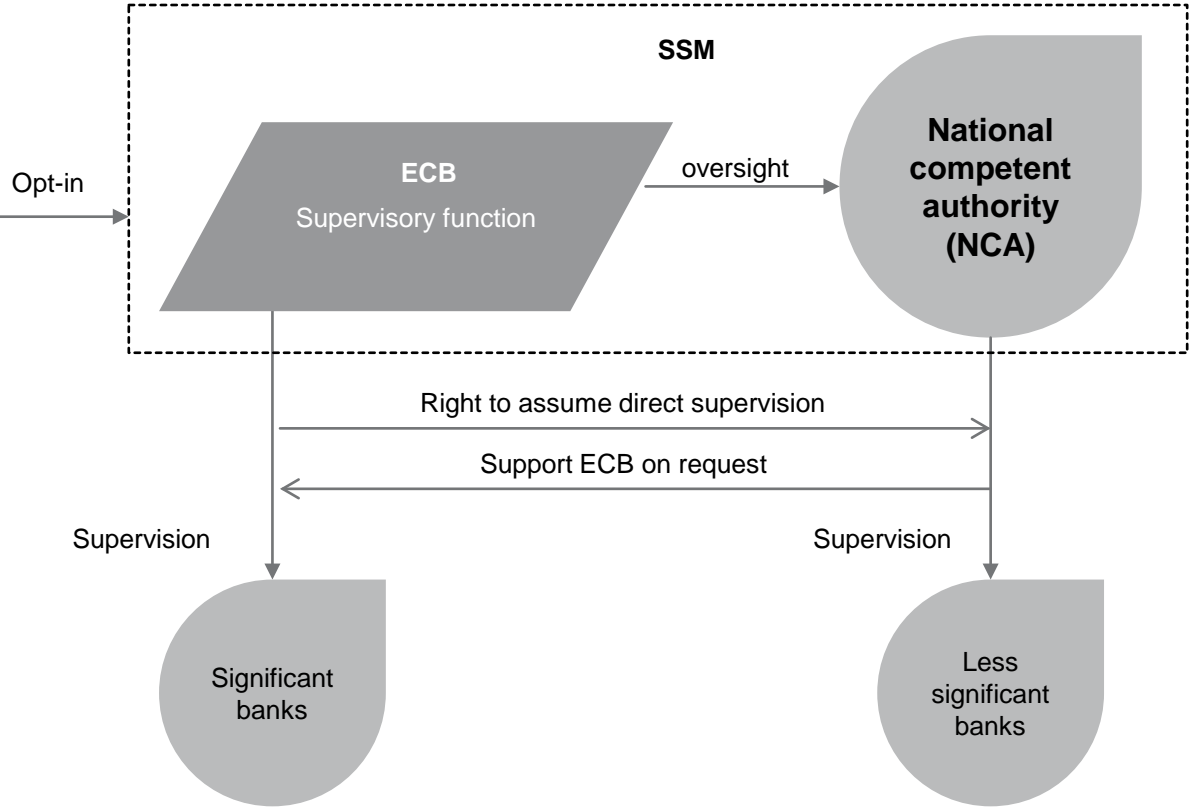 SSM
Opt-in
ECB
Supervisory function
oversight
National
competent
authority
(NCA)
Right to assume direct supervision
Support ECB on request
Supervision
Supervision
Significant
banks
Less
significant
banks